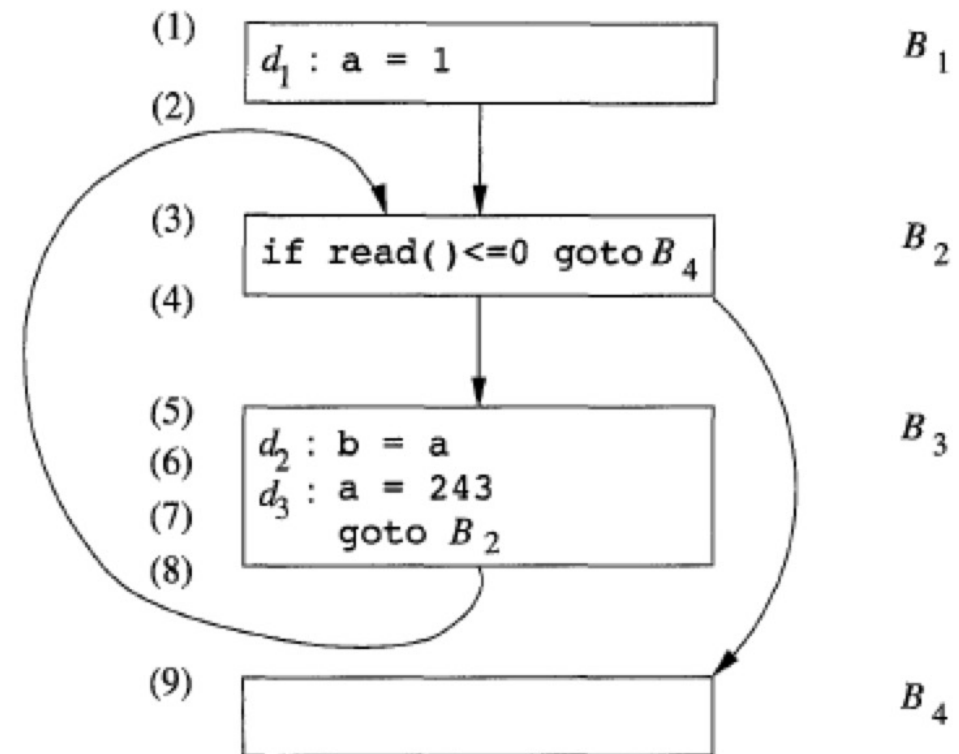 (1)
d1 : a = 1
B1
(2)
(3)
if read()<=0 goto B4
B2
(4)
(5)
d2 : b = a
B3
(6)
d3 : a = 243
(7)
goto B2
(8)
(9)
B4